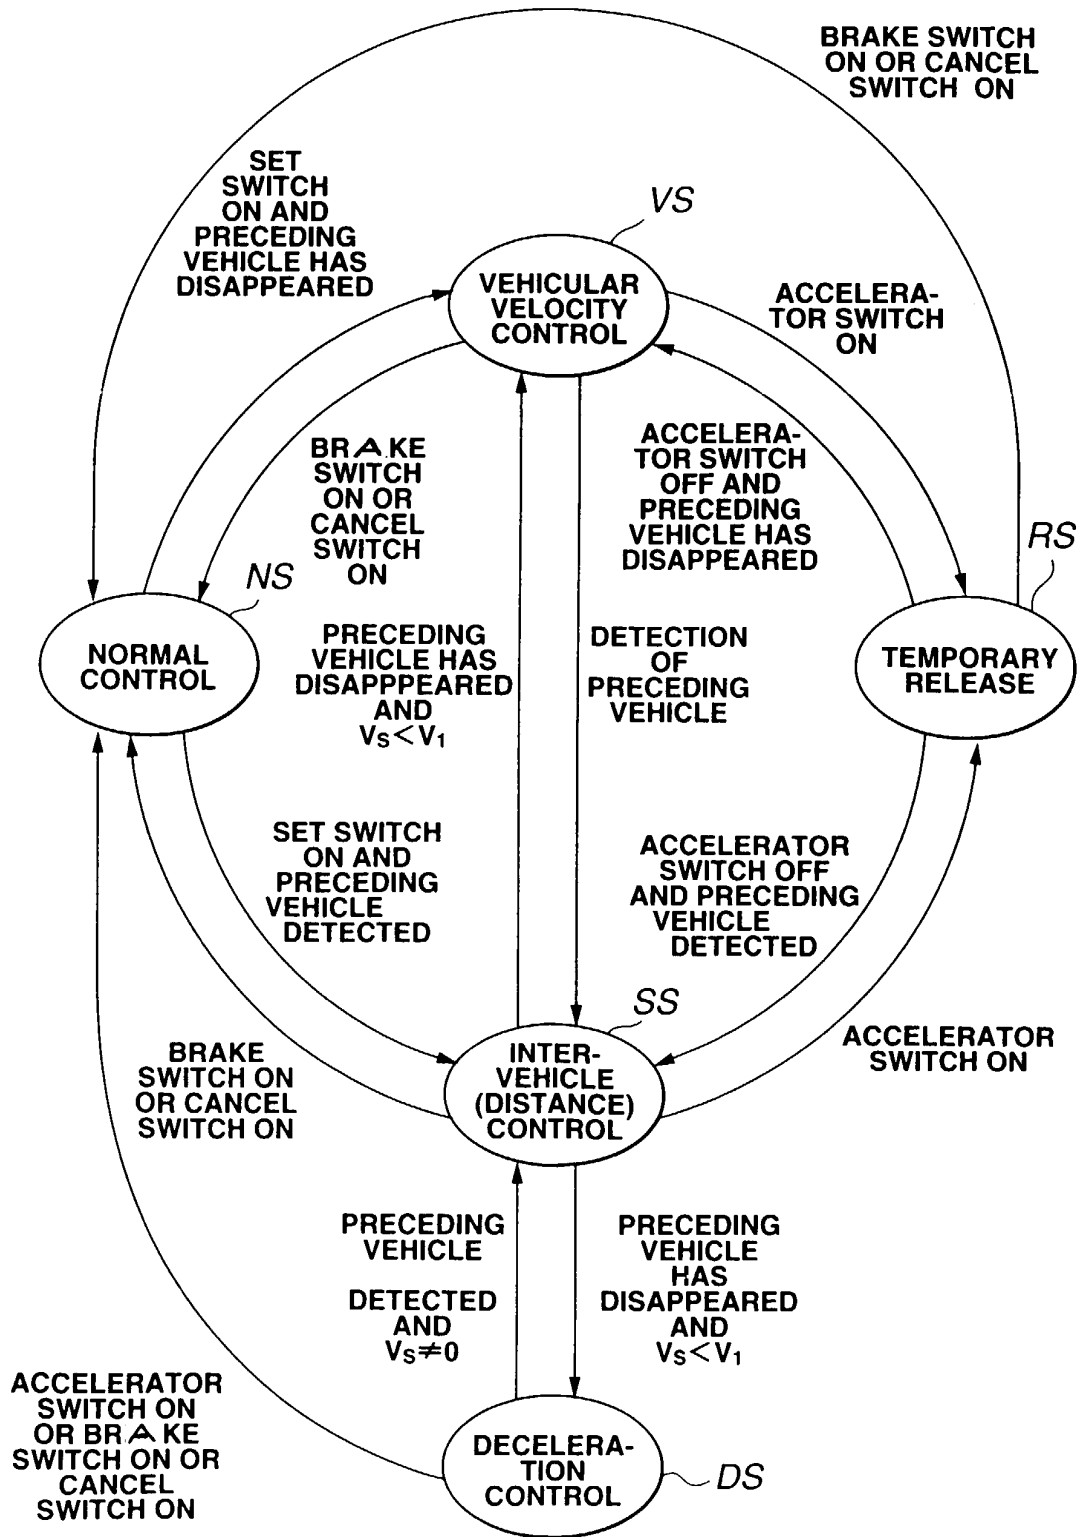 BRAKE SWITCH
ON OR CANCEL
SWITCH ON
SET
SWITCH
ON AND
PRECEDING
VEHICLE HAS
DISAPPEARED
VS
VEHICULAR
VELOCITY
CONTROL
ACCELERA-
TOR SWITCH
ON
BRAKE
SWITCH
ON OR
CANCEL
SWITCH
ON
ACCELERA-
TOR SWITCH
OFF AND
PRECEDING
VEHICLE HAS
DISAPPEARED
NS
RS
NORMAL
CONTROL
PRECEDING
VEHICLE HAS
DISAPPPEARED
AND
VS<V1
DETECTION
OF
PRECEDING
VEHICLE
TEMPORARY
RELEASE
SET SWITCH
ON AND
PRECEDING
VEHICLE
DETECTED
ACCELERATOR
SWITCH OFF
AND PRECEDING
VEHICLE
DETECTED
SS
BRAKE
SWITCH ON
OR CANCEL
SWITCH ON
INTER-
VEHICLE
(DISTANCE)
CONTROL
ACCELERATOR
SWITCH ON
PRECEDING
VEHICLE
DETECTED
AND
VS≠0
PRECEDING
VEHICLE
HAS
DISAPPEARED
AND
VS<V1
ACCELERATOR
SWITCH ON
OR BRAKE
SWITCH ON OR
CANCEL
SWITCH ON
DECELERA-
TION
CONTROL
DS